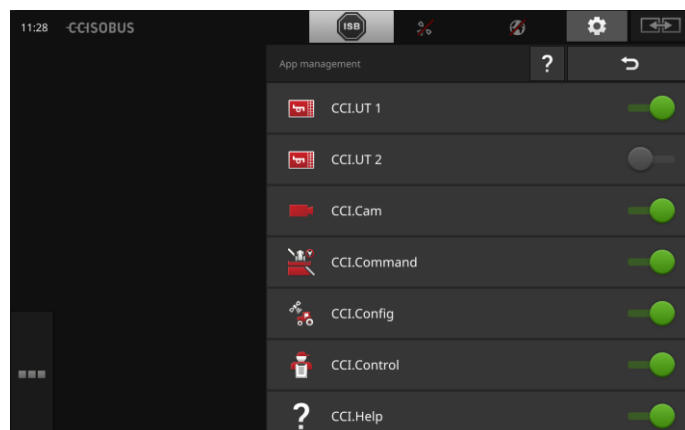 11:28 CCISOBUS
ISB
App management ?
CCI.UT 1
CCI.UT 2
CCI.Cam
CCI.Command
CCI.Config
CCI.Control
? CCI.Help